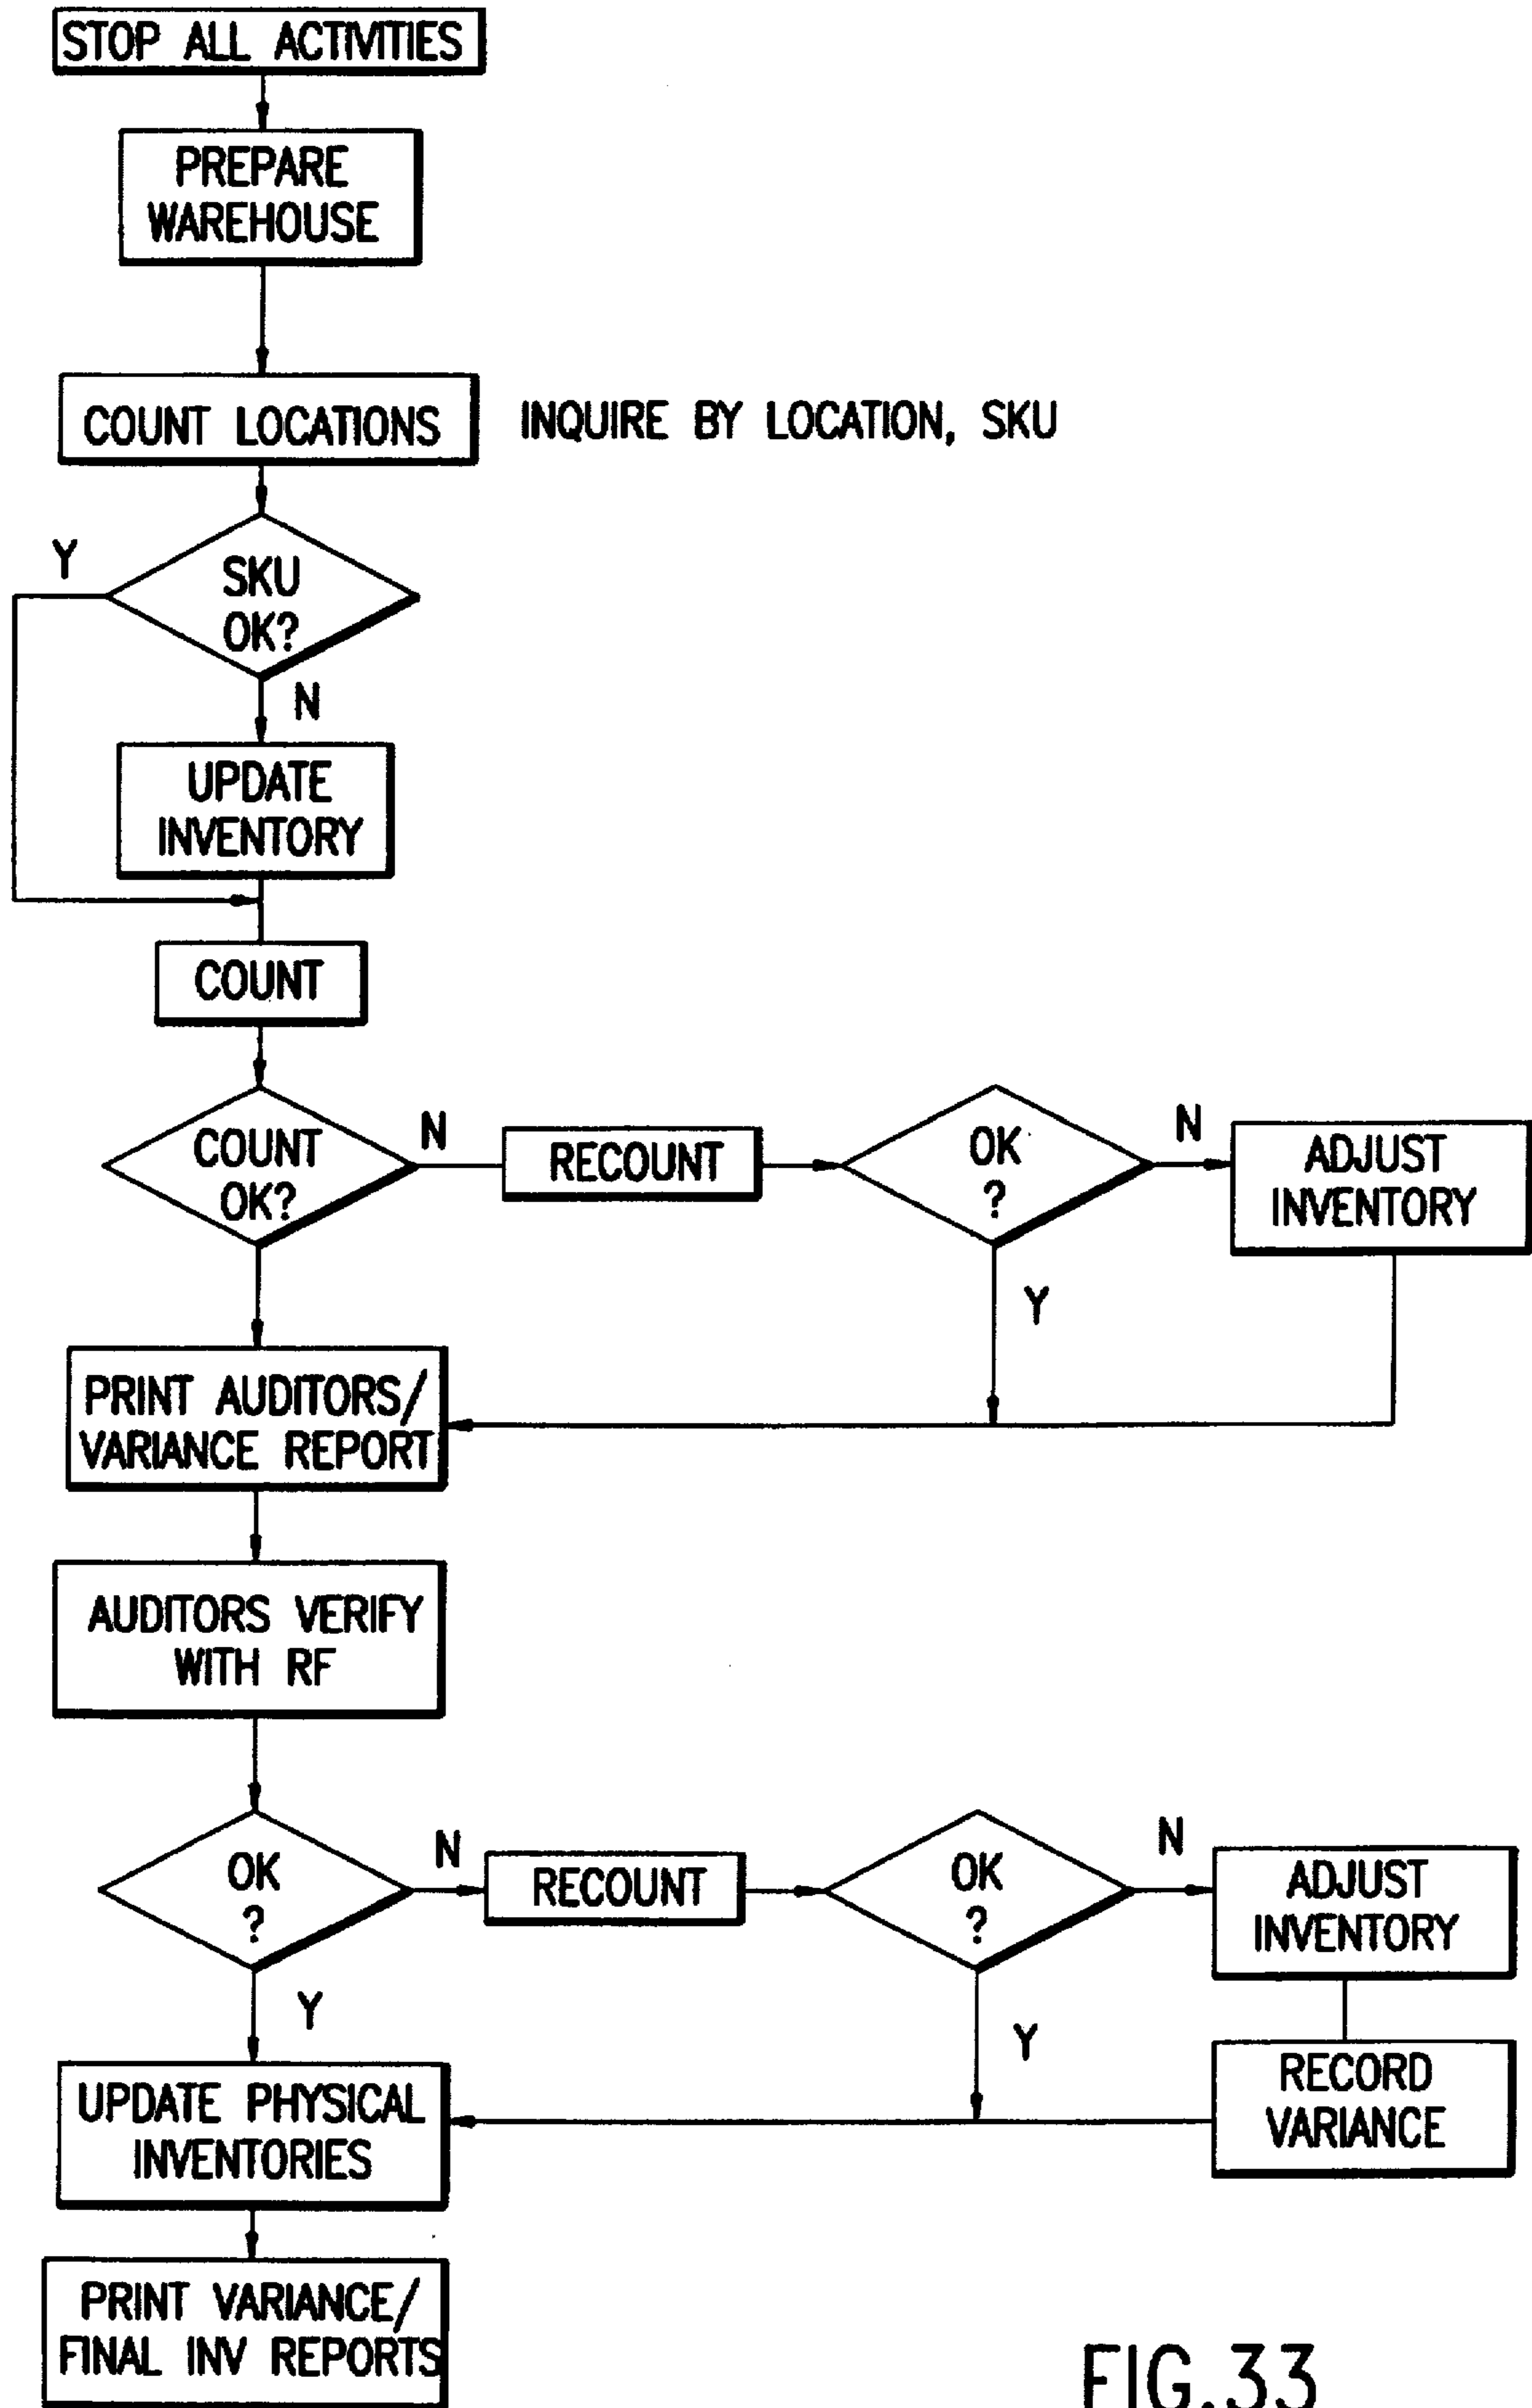 STOP ALL ACTIVITIES
PREPARE
WAREHOUSE
COUNT LOCATIONS
INQUIRE BY LOCATION, SKU
Y
SKU
OK?
N
UPDATE
INVENTORY
COUNT
COUNT
OK?
N
RECOUNT
OK
?
N
ADJUST
INVENTORY
Y
PRINT AUDITORS/
VARIANCE REPORT
AUDITORS VERIFY
WITH RF
OK
?
N
RECOUNT
OK
?
N
ADJUST
INVENTORY
Y
Y
RECORD
VARIANCE
UPDATE PHYSICAL
INVENTORIES
PRINT VARIANCE/
FINAL INV REPORTS
FIG.33